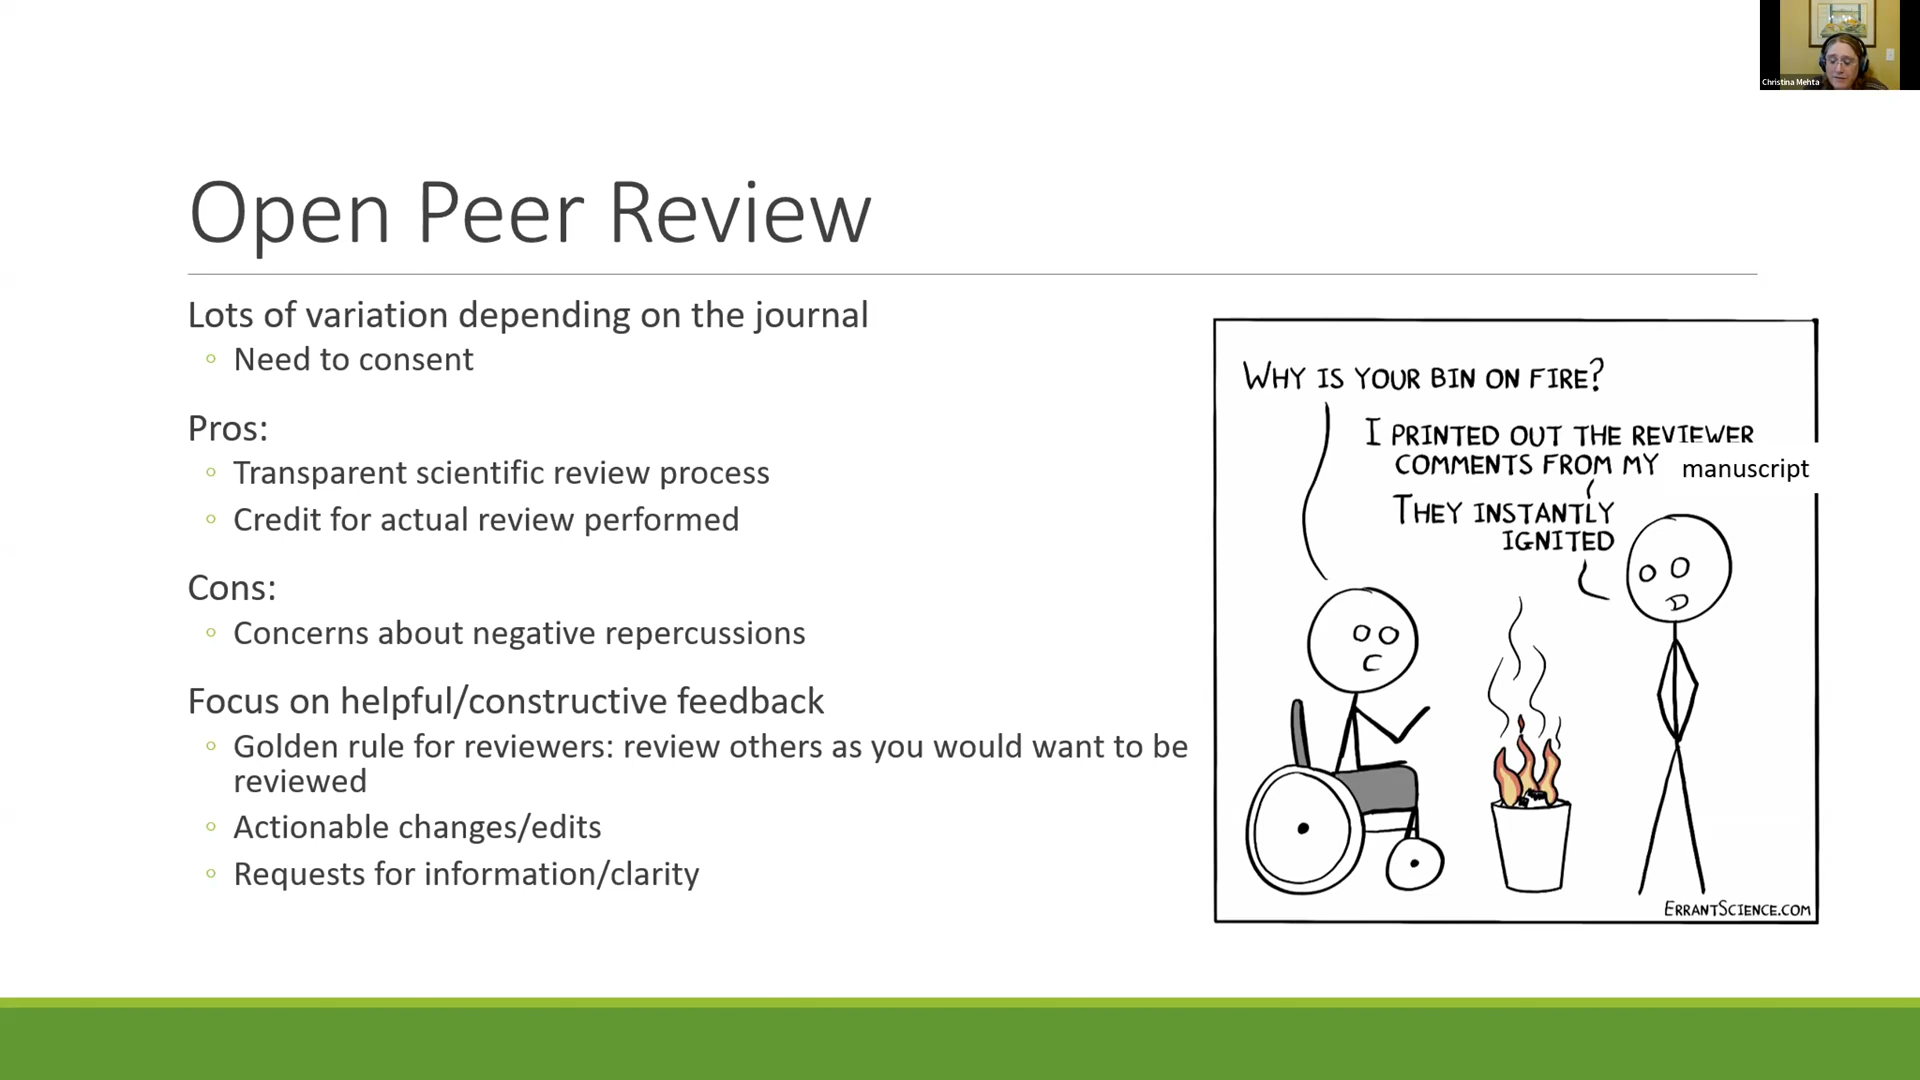 Christina Mehta
Open Peer Review
Lots of variation depending on the journal
Need to consent
Pros:
Transparent scientific review process
Credit for actual review performed
Cons:
Concerns about negative repercussions
Focus on helpful/constructive feedback
Golden rule for reviewers: review others as you would want to be
reviewed
Actionable changes/edits
Requests for information/clarity
WHY IS YOUR BIN ON FIRE?
I PRINTED OUT THE REVIEWER
COMMENTS FROM MY manuscript
THEY INSTANTLY
IGNITED
ERRANTSCIENCE.COM